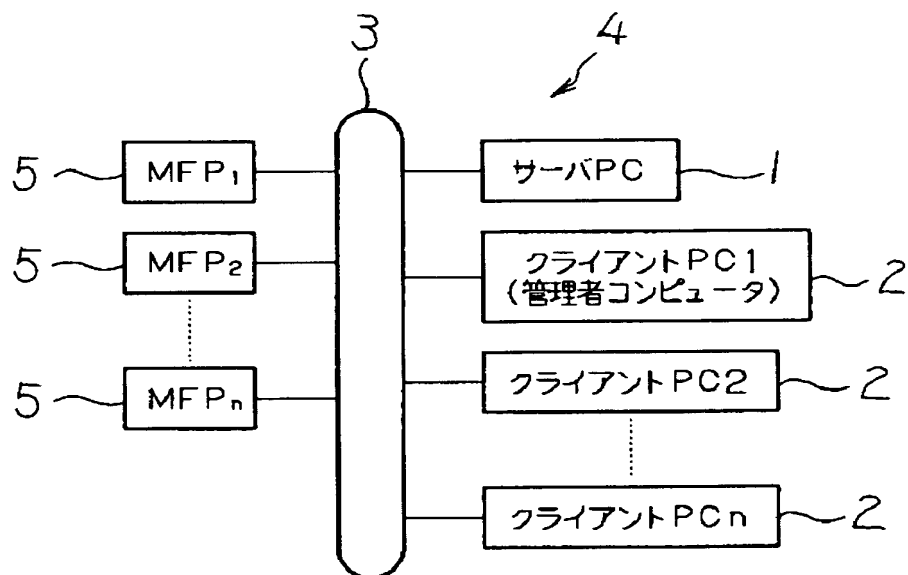 3
4
5
MFP₁
サーバPC
1
5
MFP₂
クライアントPC1
(管理者コンピュータ)
2
5
MFPₙ
クライアントPC2
2
クライアントPCn
2